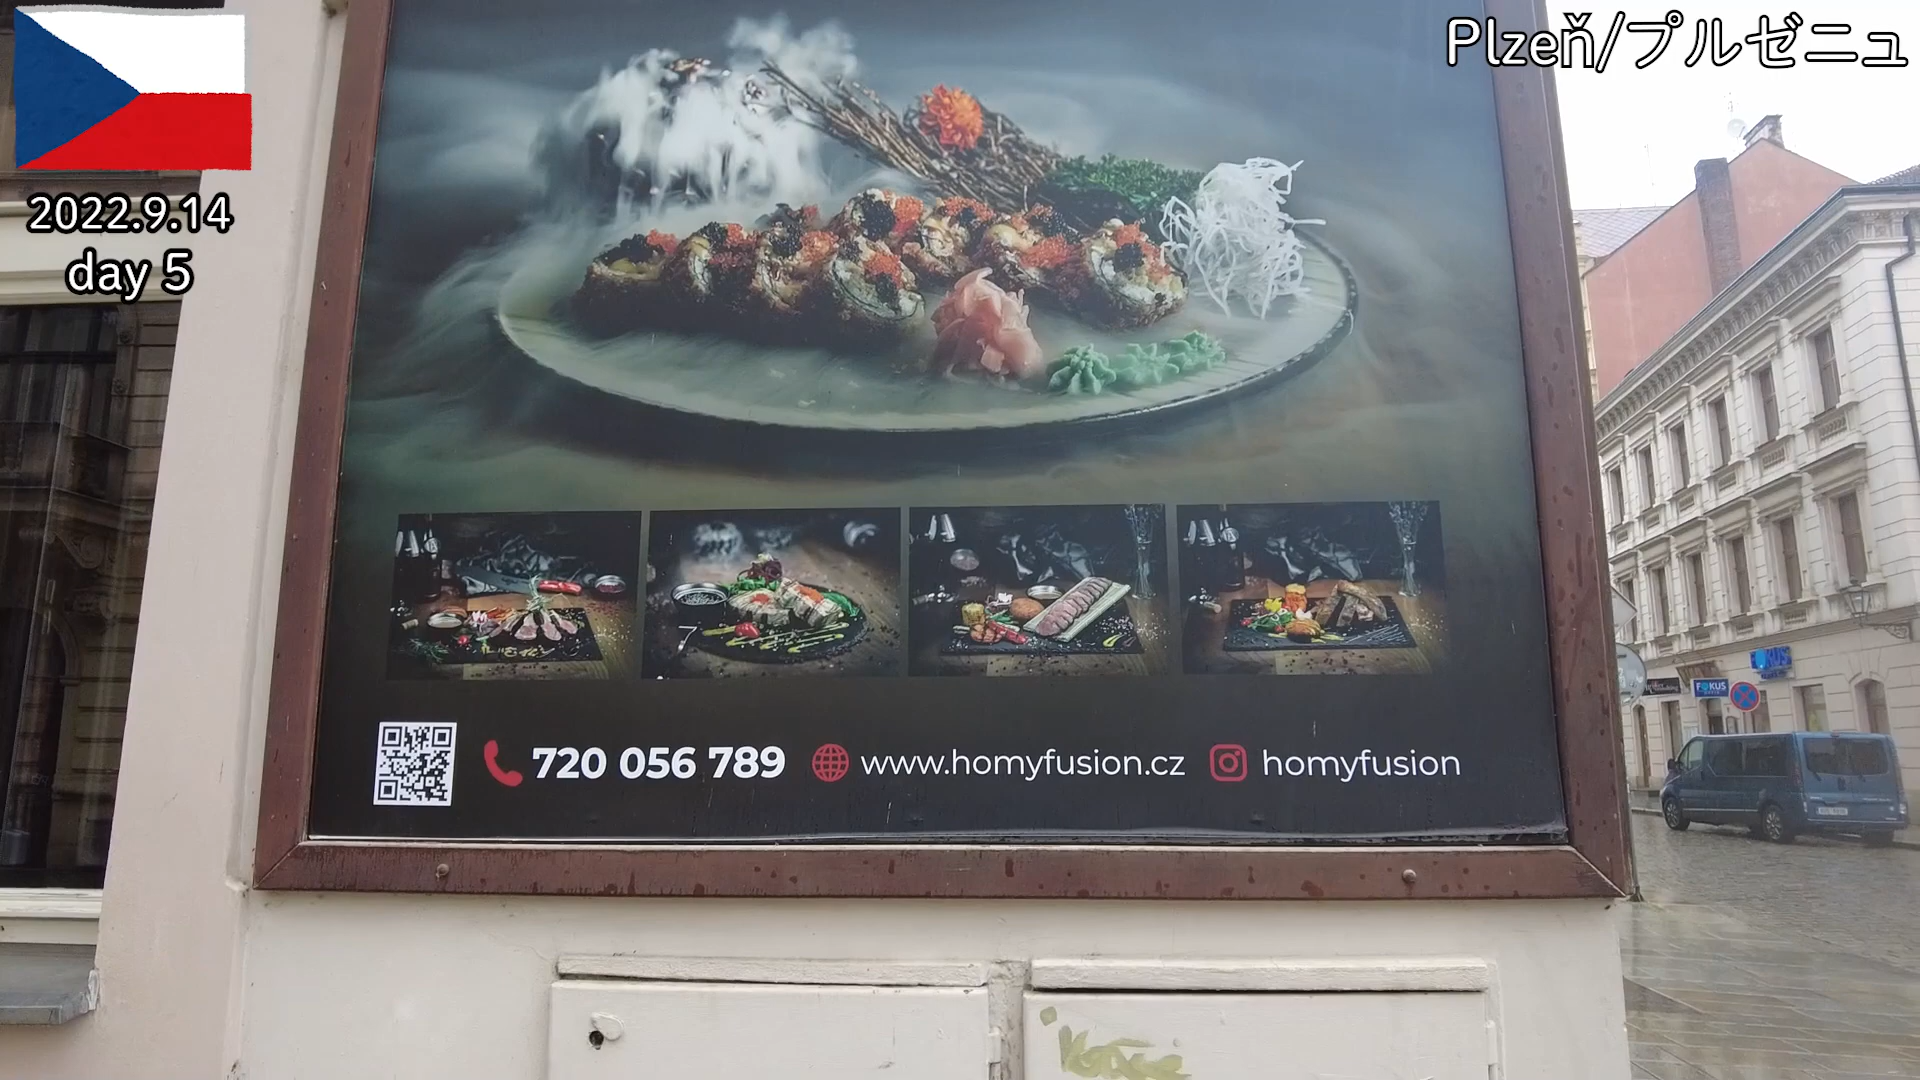 Plzeň/プルゼニュ
2022.9.14
day 5
FOKUS
FOKUS
720 056 789
www.homyfusion.cz
homyfusion